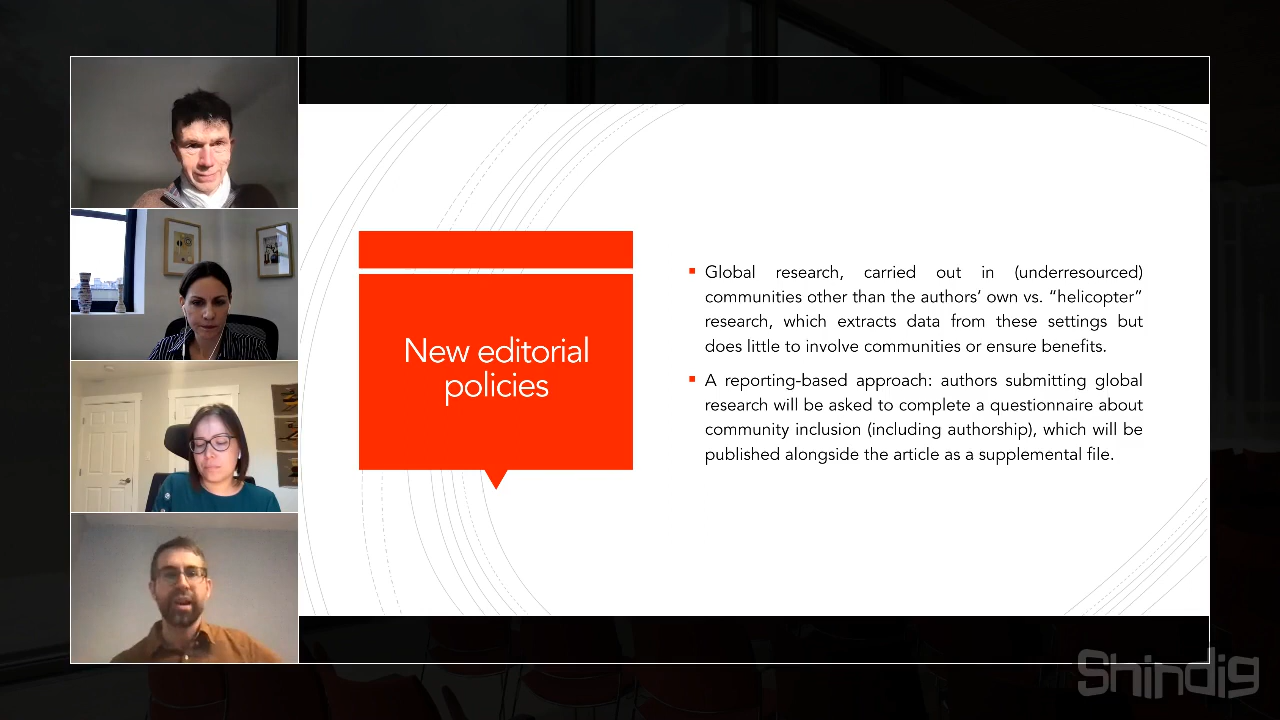 New editorial
policies
Global research, carried out in (underresourced)
communities other than the authors’ own vs. “helicopter”
research, which extracts data from these settings but
does little to involve communities or ensure benefits.
A reporting-based approach: authors submitting global
research will be asked to complete a questionnaire about
community inclusion (including authorship), which will be
published alongside the article as a supplemental file.
Shindig